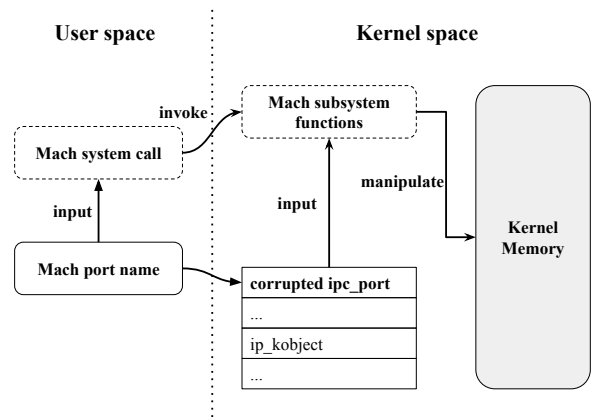 User space
Kernel space
invoke
Mach subsystem
functions
Mach system call
input
input
manipulate
Kernel
Memory
Mach port name
corrupted ipc_port
...
ip_kobject
...